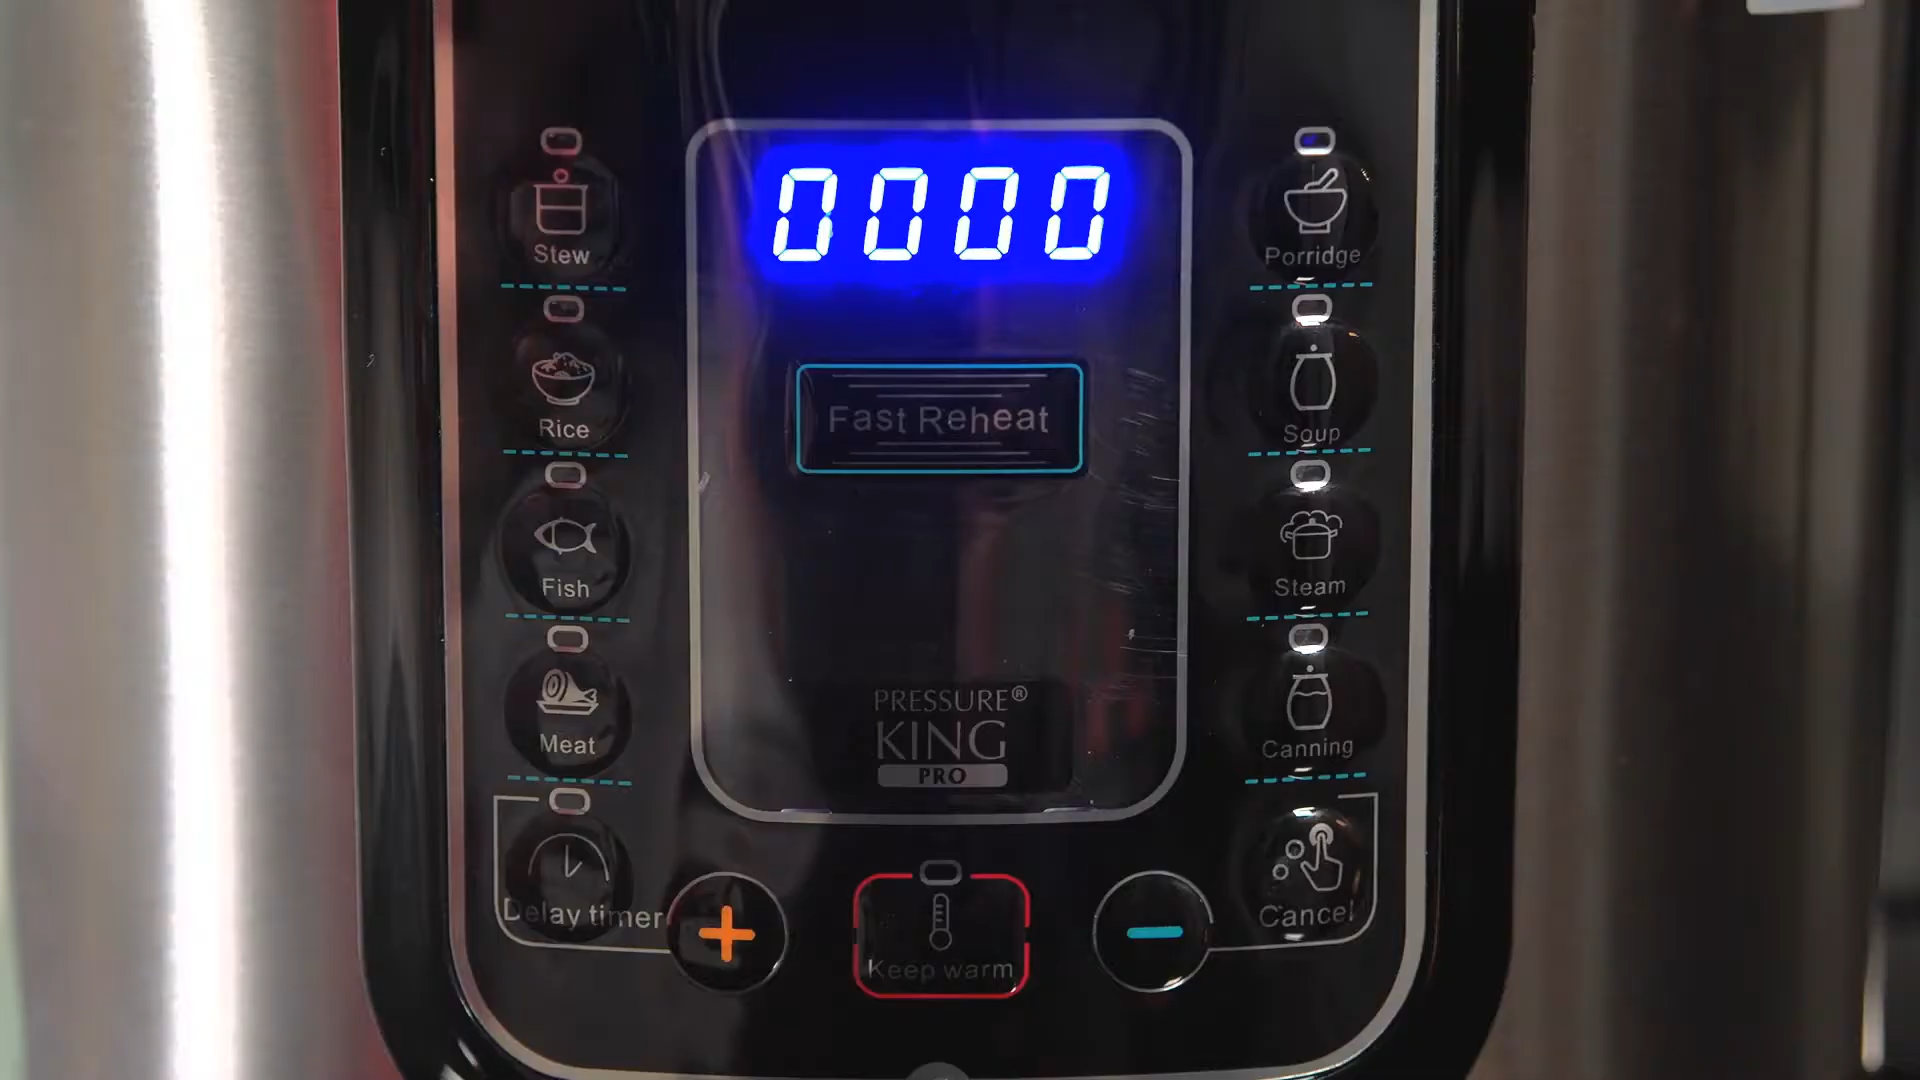 0000
Stew
Porridge
Fast Reheat
Rice
Soup
Fish
Steam
PRESSURE®
KING
PRO
Meat
Canning
Delay timer
Keep warm
Cancel